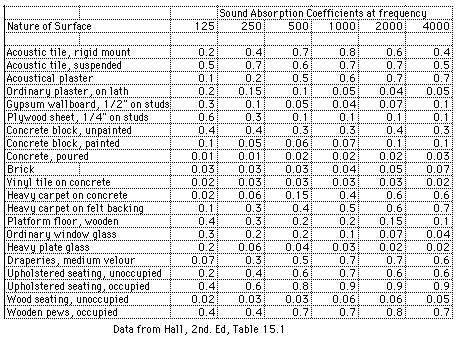 Sound Absorption Coefficients at frequency
Nature of Surface 125 250 500 1000 2000 4000
Acoustic tile, rigid mount 0.2 0.4 0.7 0.8 0.6 0.4
Acoustic tile, suspended 0.5 0.7 0.6 0.7 0.7 0.5
Acoustical plaster 0.1 0.2 0.5 0.6 0.7 0.7
Ordinary plaster, on lath 0.2 0.15 0.1 0.05 0.04 0.05
Gypsum wallboard, 1/2" on studs 0.3 0.1 0.05 0.04 0.07 0.1
Plywood sheet, 1/4" on studs 0.6 0.3 0.1 0.1 0.1 0.1
Concrete block, unpainted 0.4 0.4 0.3 0.3 0.4 0.3
Concrete block, painted 0.1 0.05 0.06 0.07 0.1 0.1
Concrete, poured 0.01 0.01 0.02 0.02 0.02 0.03
Brick 0.03 0.03 0.03 0.04 0.05 0.07
Vinyl tile on concrete 0.02 0.03 0.03 0.03 0.03 0.02
Heavy carpet on concrete 0.02 0.06 0.15 0.4 0.6 0.6
Heavy carpet on felt backing 0.1 0.3 0.4 0.5 0.6 0.7
Platform floor, wooden 0.4 0.3 0.2 0.2 0.15 0.1
Ordinary window glass 0.3 0.2 0.2 0.1 0.07 0.04
Heavy plate glass 0.2 0.06 0.04 0.03 0.02 0.02
Draperies, medium velour 0.07 0.3 0.5 0.7 0.7 0.6
Upholstered seating, unoccupied 0.2 0.4 0.6 0.7 0.6 0.6
Upholstered seating, occupied 0.4 0.6 0.8 0.9 0.9 0.9
Wood seating, unoccupied 0.02 0.03 0.03 0.06 0.06 0.05
Wooden pews, occupied 0.4 0.4 0.7 0.7 0.8 0.7
Data from Hall, 2nd. Ed, Table 15.1